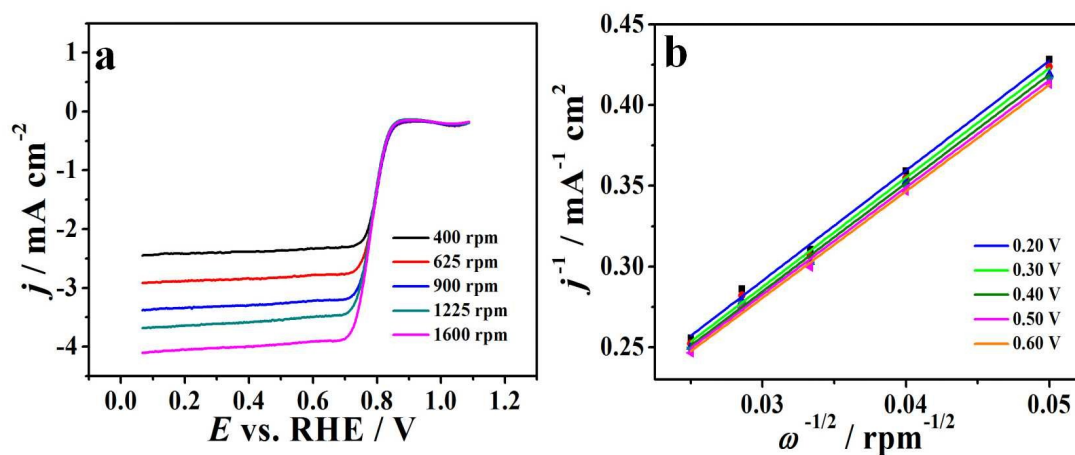 a
j / mA cm⁻²
1
0
-1
-2
-3
-4
400 rpm
625 rpm
900 rpm
1225 rpm
1600 rpm
0.0 0.2 0.4 0.6 0.8 1.0 1.2
E vs. RHE / V
b
j⁻¹ / mA⁻¹ cm²
0.45
0.40
0.35
0.30
0.25
0.20 V
0.30 V
0.40 V
0.50 V
0.60 V
0.03 0.04 0.05
ω⁻¹/² / rpm⁻¹/²